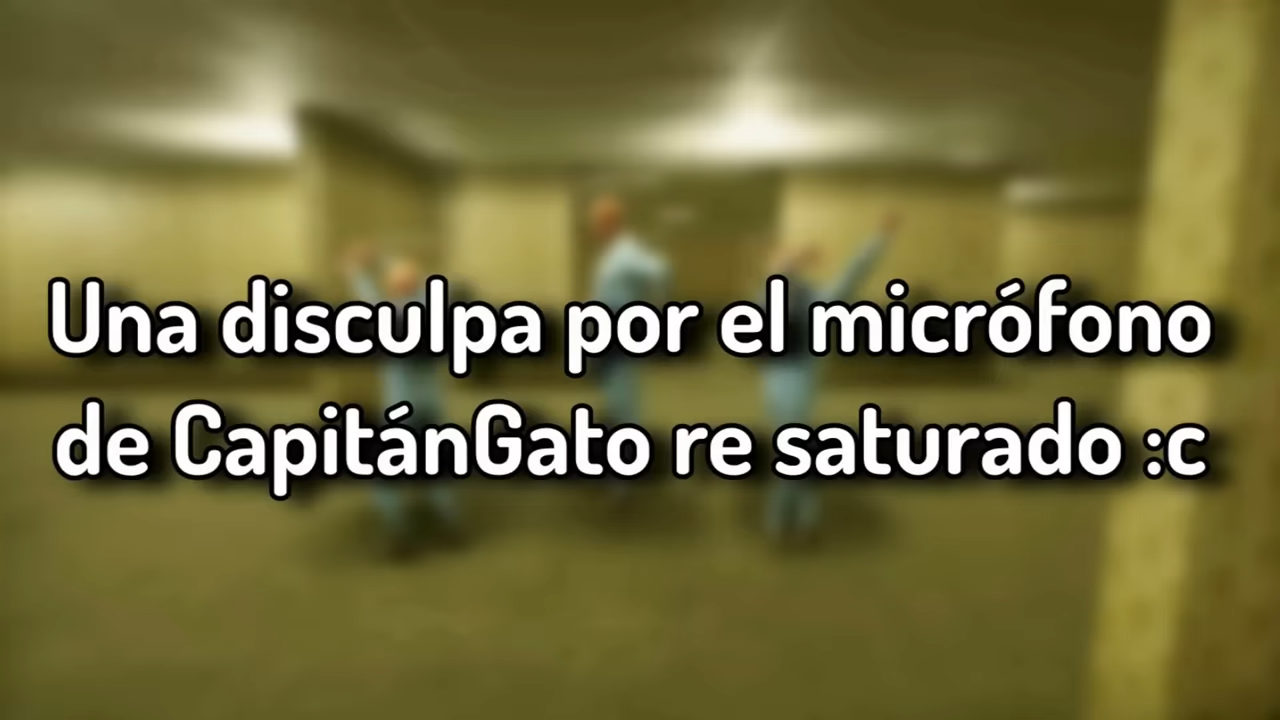 Una disculpa por el micrófono
de CapitánGato re saturado :c